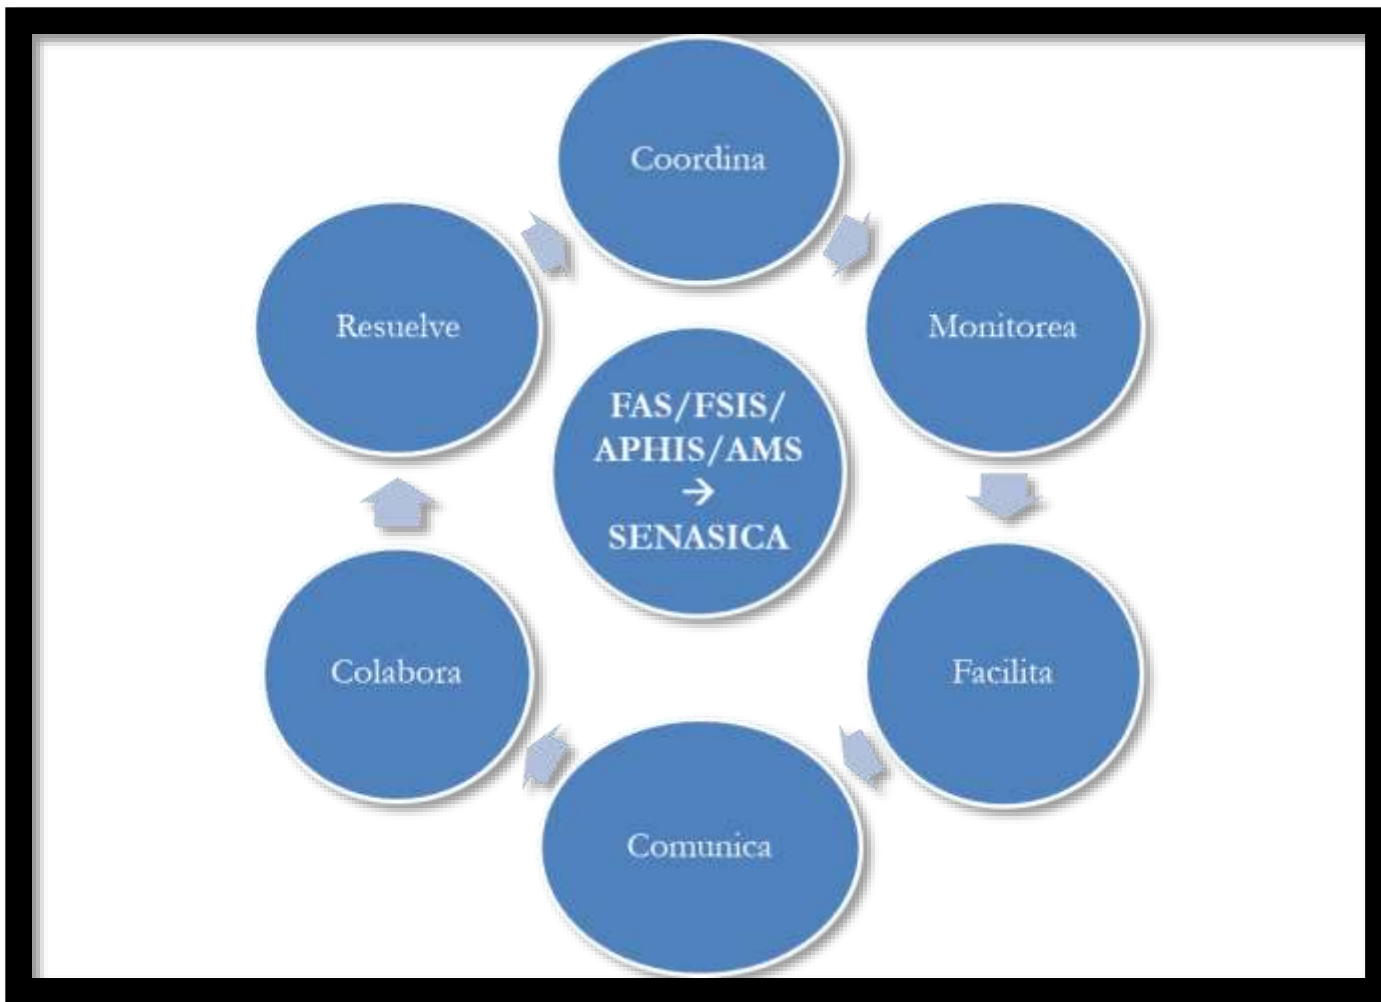 Coordina
Resuelve
Monitorea
FAS/FSIS/
APHIS/AMS
→
SENASICA
Colabora
Facilita
Comunica